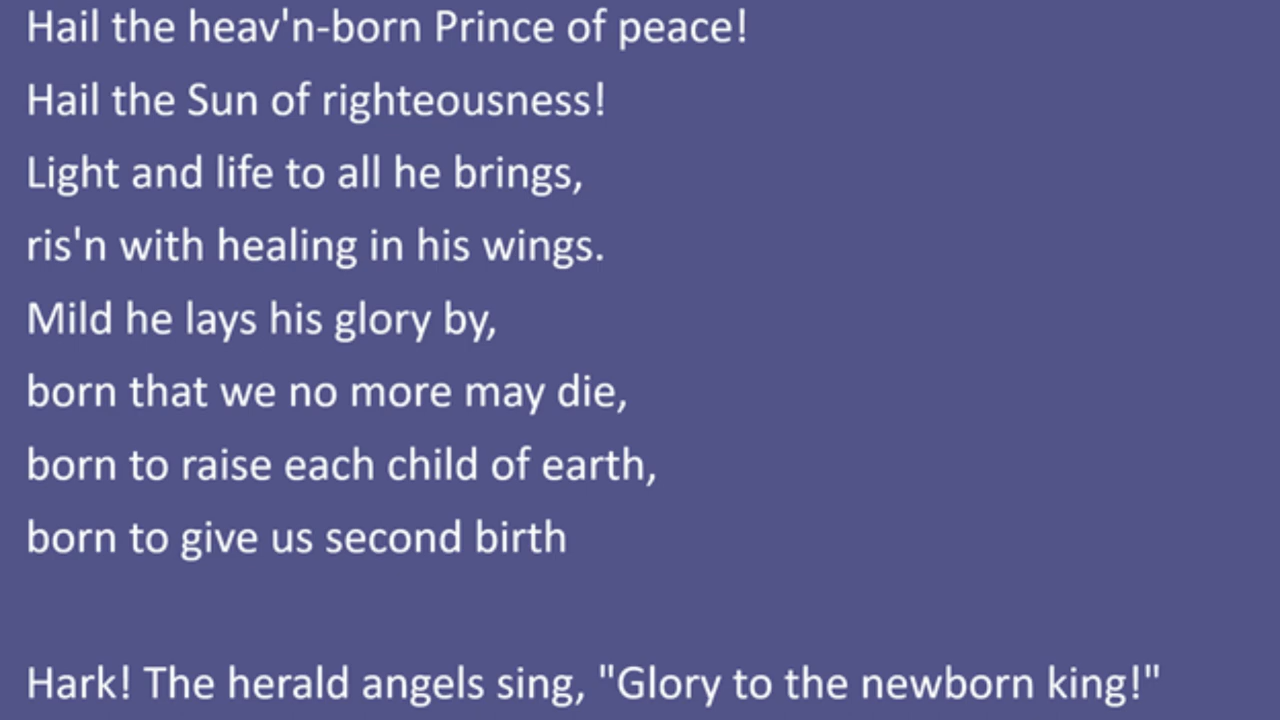 Hail the heav'n-born Prince of peace!
Hail the Sun of righteousness!
Light and life to all he brings,
ris'n with healing in his wings.
Mild he lays his glory by,
born that we no more may die,
born to raise each child of earth,
born to give us second birth
Hark! The herald angels sing, "Glory to the newborn king!"